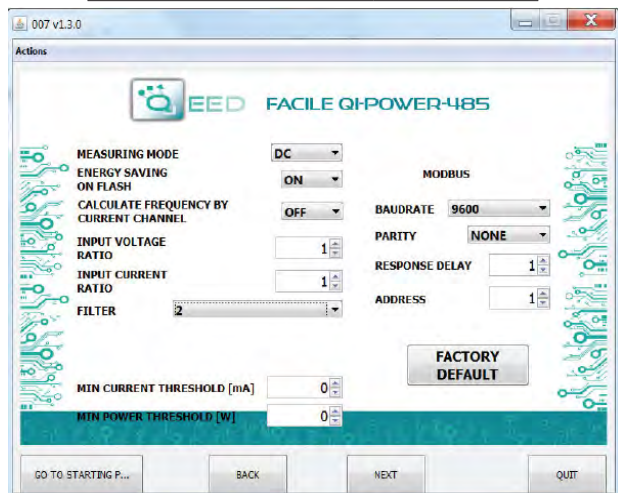 007 v1.3.0
Actions
QEED FACILE QI-POWER-485
MEASURING MODE DC
ENERGY SAVING
ON FLASH ON
CALCULATE FREQUENCY BY
CURRENT CHANNEL OFF
INPUT VOLTAGE
RATIO 1
INPUT CURRENT
RATIO 1
FILTER 2
MODBUS
BAUDRATE 9600
PARITY NONE
RESPONSE DELAY 1
ADDRESS 1
FACTORY
DEFAULT
MIN CURRENT THRESHOLD [mA] 0
MIN POWER THRESHOLD [W] 0
GO TO STARTING P...
BACK
NEXT
QUIT